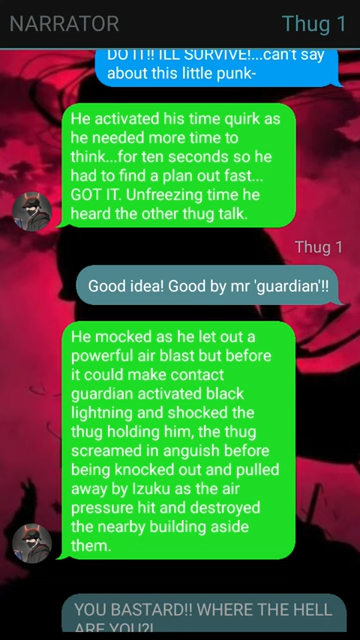 NARRATOR
Thug 1
DO IT!! ILL SURVIVE!...can't say
about this little punk-
He activated his time quirk as
he needed more time to
think...for ten seconds so he
had to find a plan out fast...
GOT IT. Unfreezing time he
heard the other thug talk.
Thug 1
Good idea! Good by mr 'guardian'!!
He mocked as he let out a
powerful air blast but before
it could make contact
guardian activated black
lightning and shocked the
thug holding him, the thug
screamed in anguish before
being knocked out and pulled
away by Izuku as the air
pressure hit and destroyed
the nearby building aside
them.
YOU BASTARD!! WHERE THE HELL
ARE YOU?!